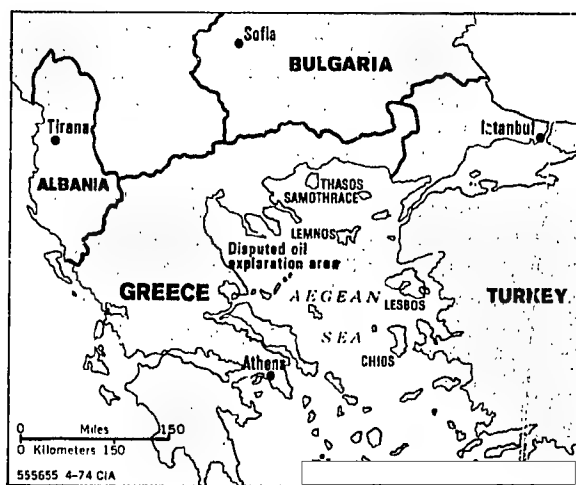 Sofia
BULGARIA
Tirana
Istanbul
ALBANIA
THASOS
SAMOTHRACE
LEMNOS
Disputed oil
exploration area
GREECE
AEGEAN
SEA
LESBOS
TURKEY
CHIOS
Athens
0 Miles 150
0 Kilometers 150
555655 4-74 CIA